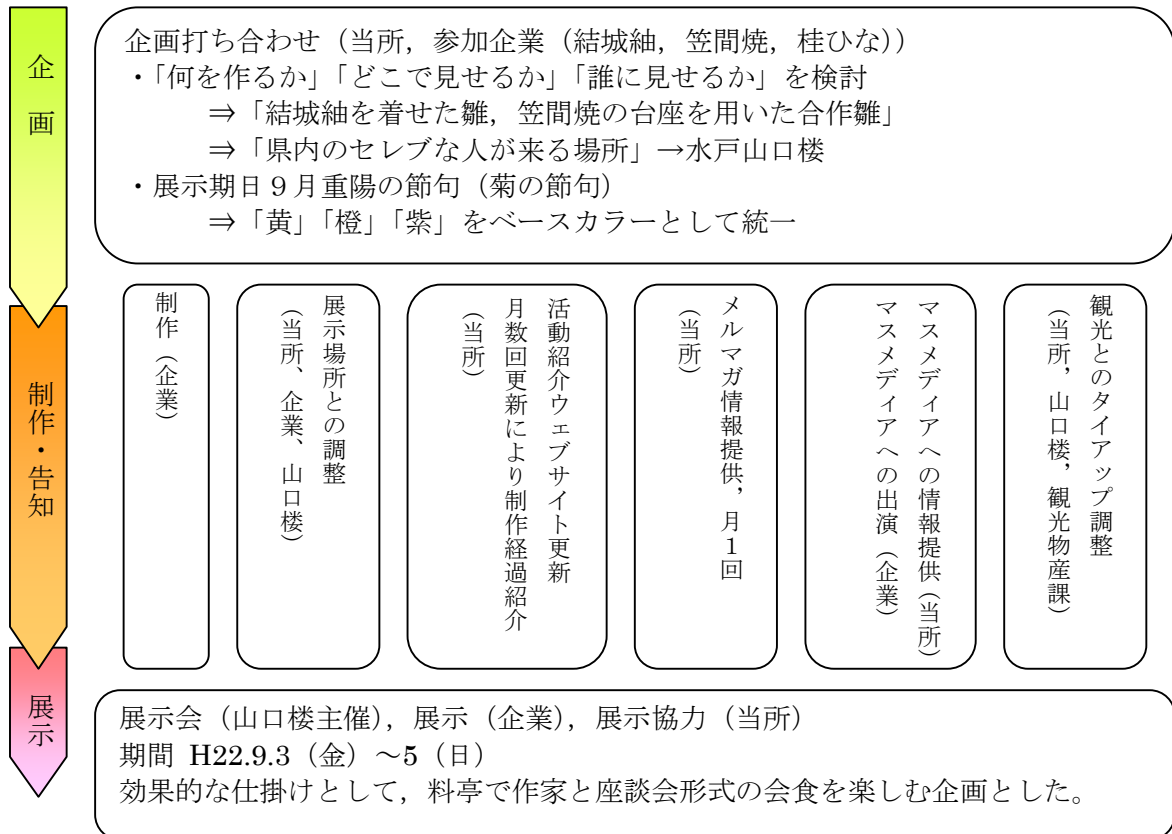 企画
企画打ち合わせ（当所，参加企業（結城紬，笠間焼，桂ひな））
・「何を作るか」「どこで見せるか」「誰に見せるか」を検討
⇒「結城紬を着せた雛，笠間焼の台座を用いた合作雛」
⇒「県内のセレブな人が来る場所」→水戸山口楼
・展示期日９月重陽の節句（菊の節句）
⇒「黄」「橙」「紫」をベースカラーとして統一
制作・告知
制作（企業）
展示場所との調整
（当所、企業、山口楼）
活動紹介ウェブサイト更新
月数回更新により制作経過紹介
（当所）
メルマガ情報提供，月１回
（当所）
マスメディアへの情報提供（当所）
マスメディアへの出演（企業）
観光とのタイアップ調整
（当所，山口楼，観光物産課）
展示
展示会（山口楼主催），展示（企業），展示協力（当所）
期間 H22.9.3（金）～5（日）
効果的な仕掛けとして，料亭で作家と座談会形式の会食を楽しむ企画とした。